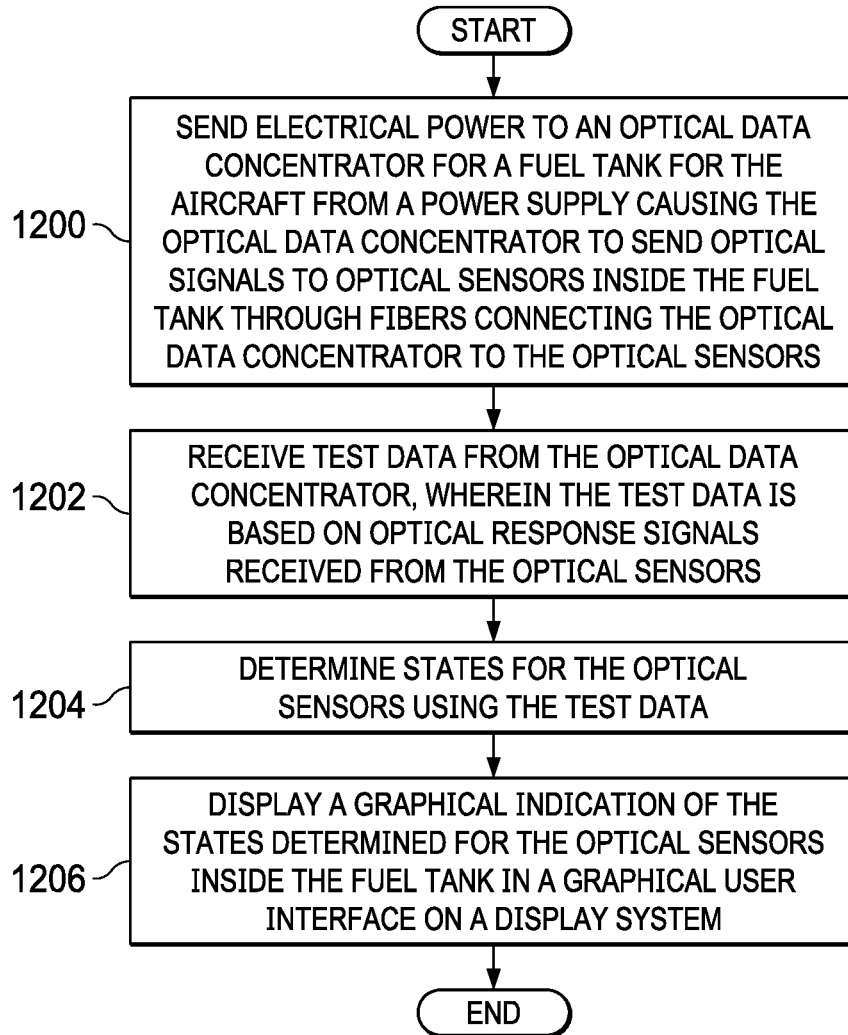 START
1200
SEND ELECTRICAL POWER TO AN OPTICAL DATA
CONCENTRATOR FOR A FUEL TANK FOR THE
AIRCRAFT FROM A POWER SUPPLY CAUSING THE
OPTICAL DATA CONCENTRATOR TO SEND OPTICAL
SIGNALS TO OPTICAL SENSORS INSIDE THE FUEL
TANK THROUGH FIBERS CONNECTING THE OPTICAL
DATA CONCENTRATOR TO THE OPTICAL SENSORS
1202
RECEIVE TEST DATA FROM THE OPTICAL DATA
CONCENTRATOR, WHEREIN THE TEST DATA IS
BASED ON OPTICAL RESPONSE SIGNALS
RECEIVED FROM THE OPTICAL SENSORS
1204
DETERMINE STATES FOR THE OPTICAL
SENSORS USING THE TEST DATA
1206
DISPLAY A GRAPHICAL INDICATION OF THE
STATES DETERMINED FOR THE OPTICAL SENSORS
INSIDE THE FUEL TANK IN A GRAPHICAL USER
INTERFACE ON A DISPLAY SYSTEM
END